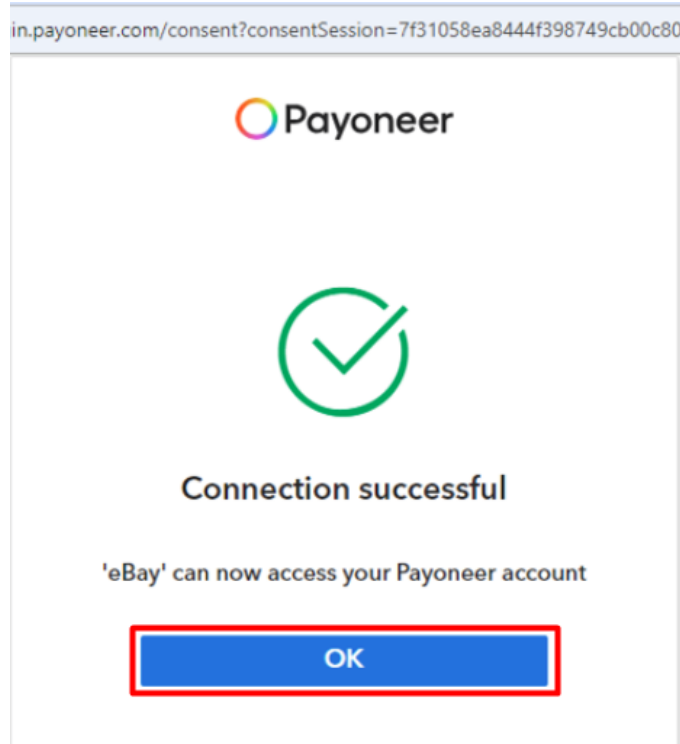 in.payoneer.com/consent?consentSession=7f31058ea8444f398749cb00c80
Payoneer
Connection successful
'eBay' can now access your Payoneer account
OK